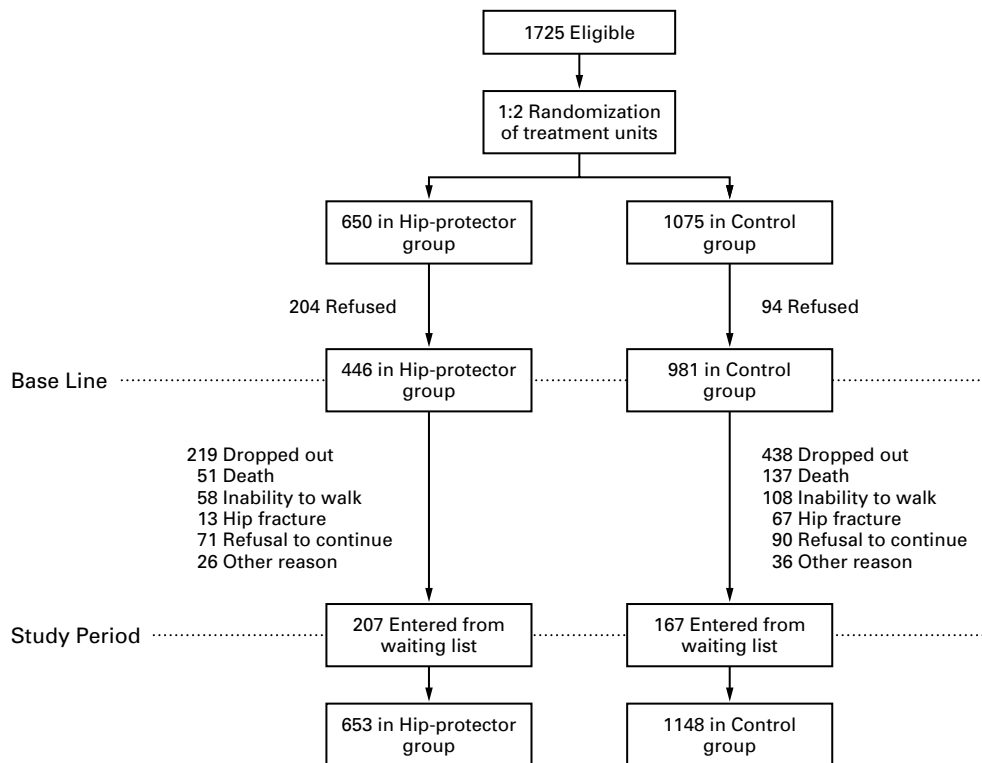 1725 Eligible
1:2 Randomization
of treatment units
650 in Hip-protector
group
1075 in Control
group
204 Refused
94 Refused
Base Line
446 in Hip-protector
group
981 in Control
group
219 Dropped out
51 Death
58 Inability to walk
13 Hip fracture
71 Refusal to continue
26 Other reason
438 Dropped out
137 Death
108 Inability to walk
67 Hip fracture
90 Refusal to continue
36 Other reason
Study Period
207 Entered from
waiting list
167 Entered from
waiting list
653 in Hip-protector
group
1148 in Control
group